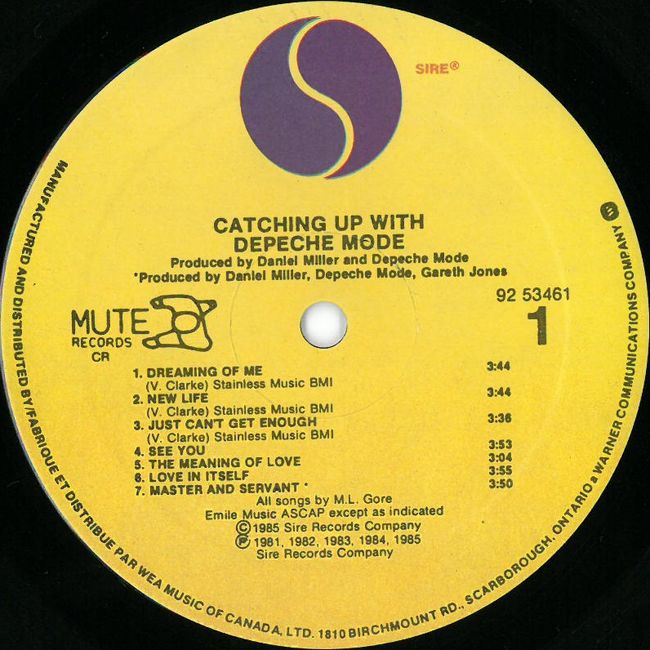 SIRE®
CATCHING UP WITH
DEPECHE MODE
Produced by Daniel Miller and Depeche Mode
*Produced by Daniel Miller, Depeche Mode, Gareth Jones
92 53461
1
MUTE
RECORDS
CR
1. DREAMING OF ME 3:44
(V. Clarke) Stainless Music BMI
2. NEW LIFE 3:44
(V. Clarke) Stainless Music BMI
3. JUST CAN'T GET ENOUGH 3:36
(V. Clarke) Stainless Music BMI
4. SEE YOU 3:53
5. THE MEANING OF LOVE 3:04
6. LOVE IN ITSELF 3:55
7. MASTER AND SERVANT * 3:50
All songs by M.L. Gore
Emile Music ASCAP except as indicated
©1985 Sire Records Company
℗ 1981, 1982, 1983, 1984, 1985
Sire Records Company
MANUFACTURED AND DISTRIBUTED BY/FABRIQUE ET DISTRIBUE PAR WEA MUSIC OF CANADA, LTD. 1810 BIRCHMOUNT RD., SCARBOROUGH, ONTARIO a WARNER COMMUNICATIONS COMPANY